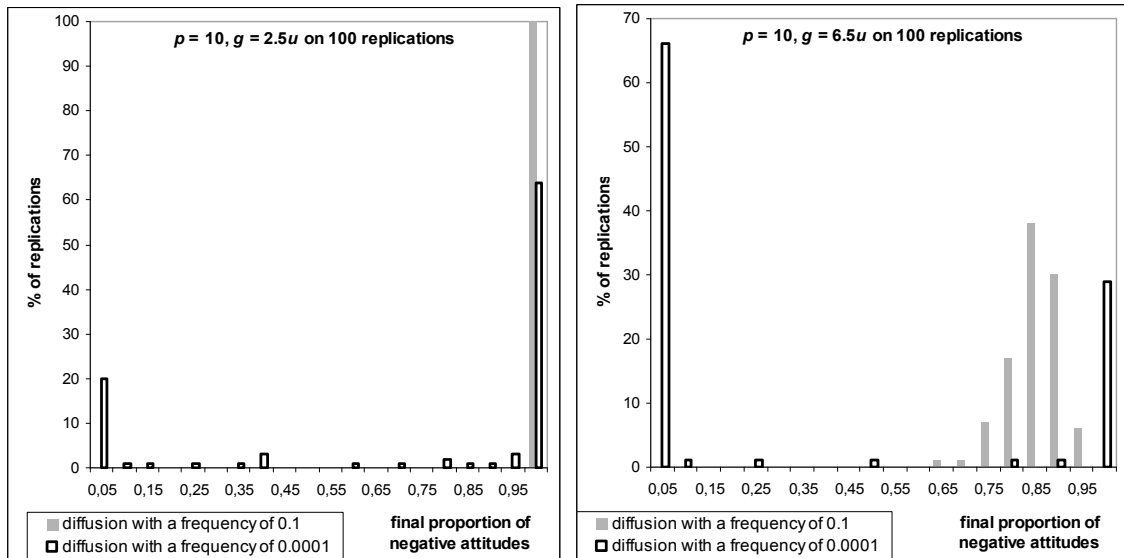 p = 10, g = 2.5u on 100 replications
100
90
80
70
60
50
40
30
20
10
0
% of replications
0,05 0,15 0,25 0,35 0,45 0,55 0,65 0,75 0,85 0,95
diffusion with a frequency of 0.1
diffusion with a frequency of 0.0001
final proportion of
negative attitudes
p = 10, g = 6.5u on 100 replications
70
60
50
40
30
20
10
0
% of replications
0,05 0,15 0,25 0,35 0,45 0,55 0,65 0,75 0,85 0,95
diffusion with a frequency of 0.1
diffusion with a frequency of 0.0001
final proportion of
negative attitudes